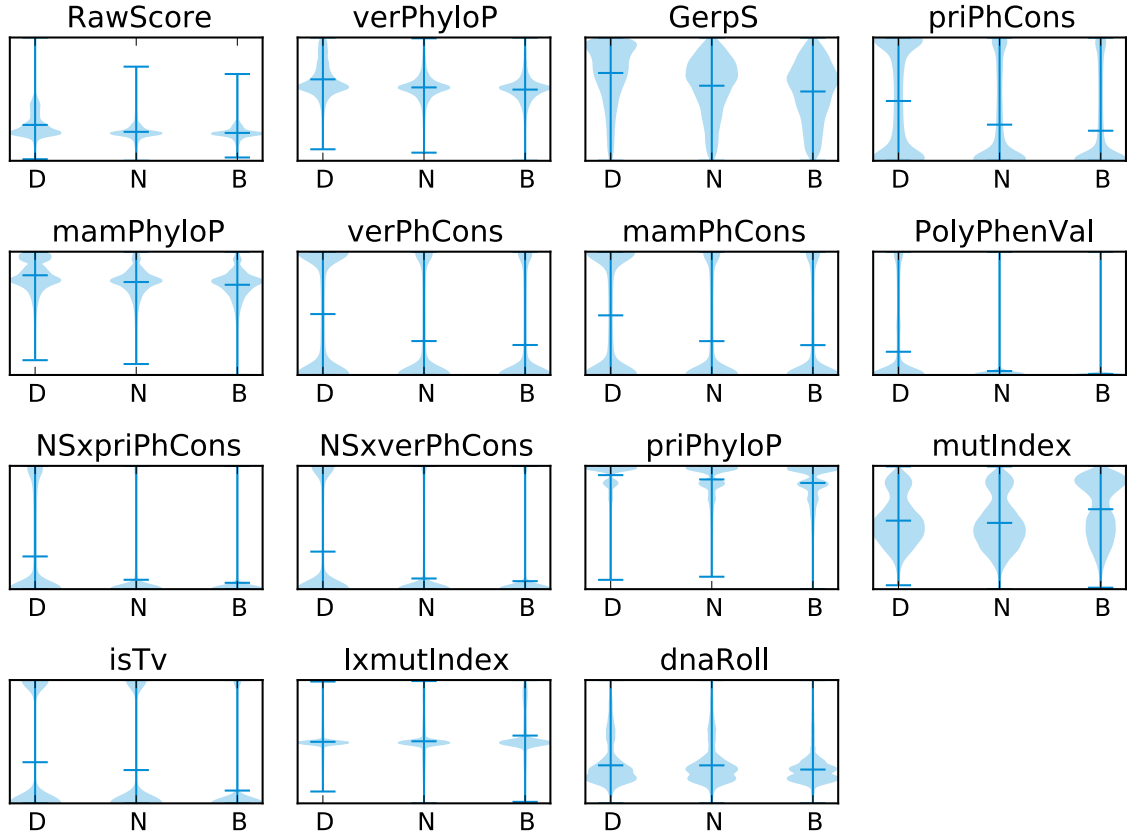 RawScore verPhyloP GerpS priPhCons
D N B D N B D N B D N B
mamPhyloP verPhCons mamPhCons PolyPhenVal
D N B D N B D N B D N B
NSxpriPhCons NSxverPhCons priPhyloP mutIndex
D N B D N B D N B D N B
isTv IxmutIndex dnaRoll
D N B D N B D N B